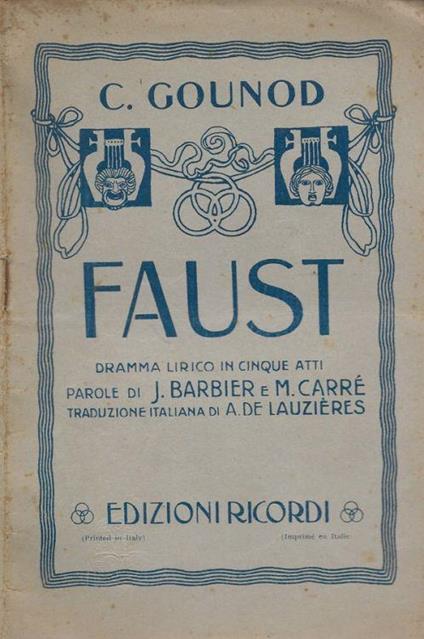 C. GOUNOD
FAUST
DRAMMA LIRICO IN CINQUE ATTI
PAROLE DI J. BARBIER E M. CARRÉ
TRADUZIONE ITALIANA DI A. DE LAUZIÈRES
EDIZIONI RICORDI
(Printed in Italy) (Imprimé en Italie)